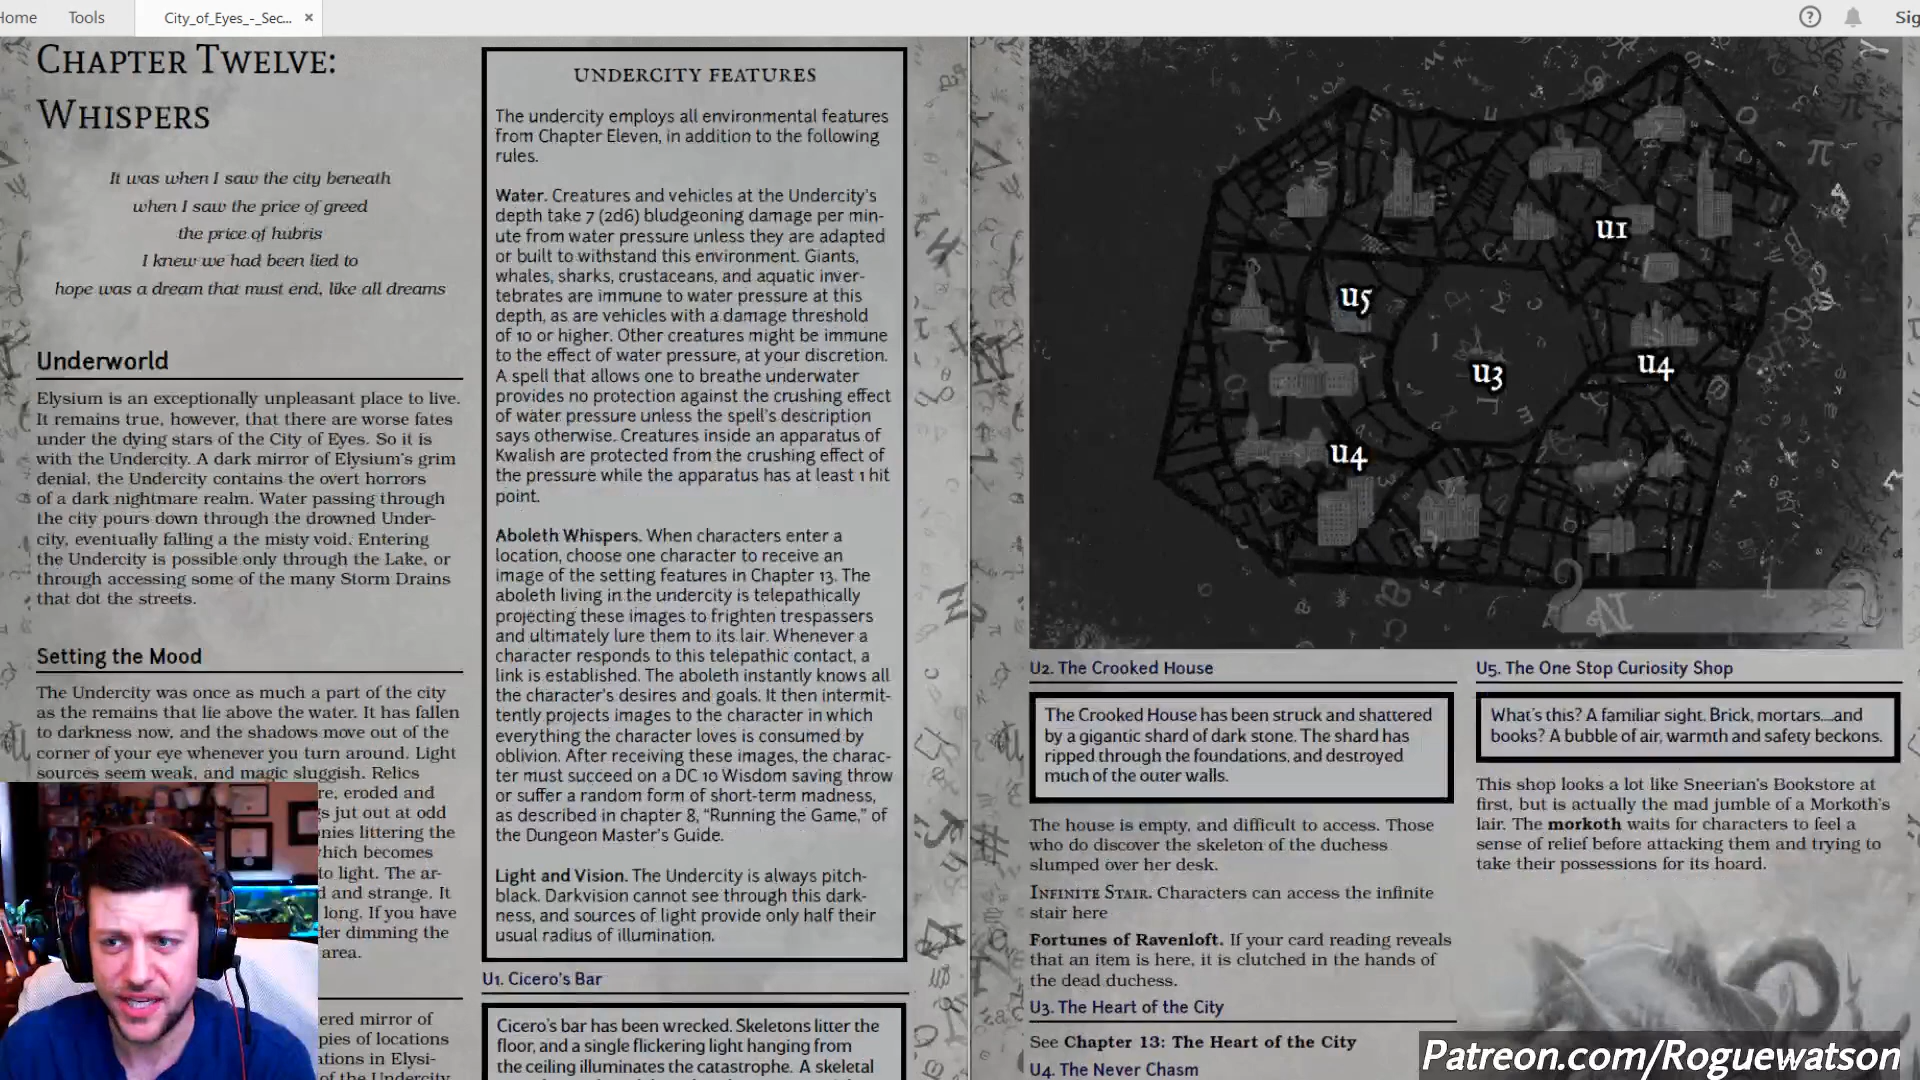 Home
Tools
City_of_Eyes_-_Sec...
×
?
Sig
CHAPTER TWELVE:
WHISPERS
It was when I saw the city beneath
when I saw the price of greed
the price of hubris
I knew we had been lied to
hope was a dream that must end, like all dreams
Underworld
Elysium is an exceptionally unpleasant place to live.
It remains true, however, that there are worse fates
under the dying stars of the City of Eyes. So it is
with the Undercity. A dark mirror of Elysium's grim
denial, the Undercity contains the overt horrors
of a dark nightmare realm. Water passing through
the city pours down through the drowned Under-
city, eventually falling a the misty void. Entering
the Undercity is possible only through the Lake, or
through accessing some of the many Storm Drains
that dot the streets.
Setting the Mood
The Undercity was once as much a part of the city
as the remains that lie above the water. It has fallen
to darkness now, and the shadows move out of the
corner of your eye whenever you turn around. Light
sources seem weak, and magic sluggish. Relics
re, eroded and
s jut out at odd
nies littering the
which becomes
to light. The ar-
d and strange. It
long. If you have
der dimming the
area.
ered mirror of
pies of locations
ations in Elysi-
of the Undercity
UNDERCITY FEATURES
The undercity employs all environmental features
from Chapter Eleven, in addition to the following
rules.
Water. Creatures and vehicles at the Undercity's
depth take 7 (2d6) bludgeoning damage per min-
ute from water pressure unless they are adapted
or built to withstand this environment. Giants,
whales, sharks, crustaceans, and aquatic inver-
tebrates are immune to water pressure at this
depth, as are vehicles with a damage threshold
of 10 or higher. Other creatures might be immune
to the effect of water pressure, at your discretion.
A spell that allows one to breathe underwater
provides no protection against the crushing effect
of water pressure unless the spell's description
says otherwise. Creatures inside an apparatus of
Kwalish are protected from the crushing effect of
the pressure while the apparatus has at least 1 hit
point.
Aboleth Whispers. When characters enter a
location, choose one character to receive an
image of the setting features in Chapter 13. The
aboleth living in the undercity is telepathically
projecting these images to frighten trespassers
and ultimately lure them to its lair. Whenever a
character responds to this telepathic contact, a
link is established. The aboleth instantly knows all
the character's desires and goals. It then intermit-
tently projects images to the character in which
everything the character loves is consumed by
oblivion. After receiving these images, the charac-
ter must succeed on a DC 10 Wisdom saving throw
or suffer a random form of short-term madness,
as described in chapter 8, "Running the Game," of
the Dungeon Master's Guide.
Light and Vision. The Undercity is always pitch-
black. Darkvision cannot see through this dark-
ness, and sources of light provide only half their
usual radius of illumination.
U1. Cicero's Bar
Cicero's bar has been wrecked. Skeletons litter the
floor, and a single flickering light hanging from
the ceiling illuminates the catastrophe. A skeletal
u1
u5
u3
u4
u4
N
U2. The Crooked House
The Crooked House has been struck and shattered
by a gigantic shard of dark stone. The shard has
ripped through the foundations, and destroyed
much of the outer walls.
The house is empty, and difficult to access. Those
who do discover the skeleton of the duchess
slumped over her desk.
INFINITE STAIR. Characters can access the infinite
stair here
Fortunes of Ravenloft. If your card reading reveals
that an item is here, it is clutched in the hands of
the dead duchess.
U3. The Heart of the City
See Chapter 13: The Heart of the City
U4. The Never Chasm
U5. The One Stop Curiosity Shop
What's this? A familiar sight. Brick, mortars....and
books? A bubble of air, warmth and safety beckons.
This shop looks a lot like Sneerian's Bookstore at
first, but is actually the mad jumble of a Morkoth's
lair. The morkoth waits for characters to feel a
sense of relief before attacking them and trying to
take their possessions for its hoard.
Patreon.com/Roguewatson